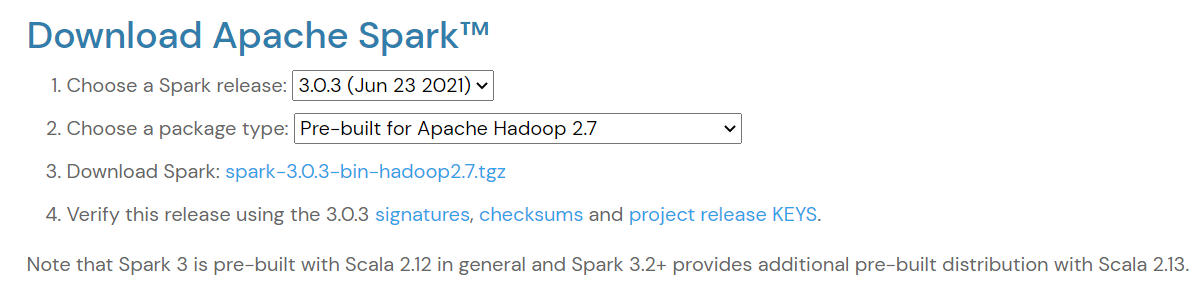 Download Apache Spark™
1. Choose a Spark release: 3.0.3 (Jun 23 2021)
2. Choose a package type: Pre-built for Apache Hadoop 2.7
3. Download Spark: spark-3.0.3-bin-hadoop2.7.tgz
4. Verify this release using the 3.0.3 signatures, checksums and project release KEYS.
Note that Spark 3 is pre-built with Scala 2.12 in general and Spark 3.2+ provides additional pre-built distribution with Scala 2.13.